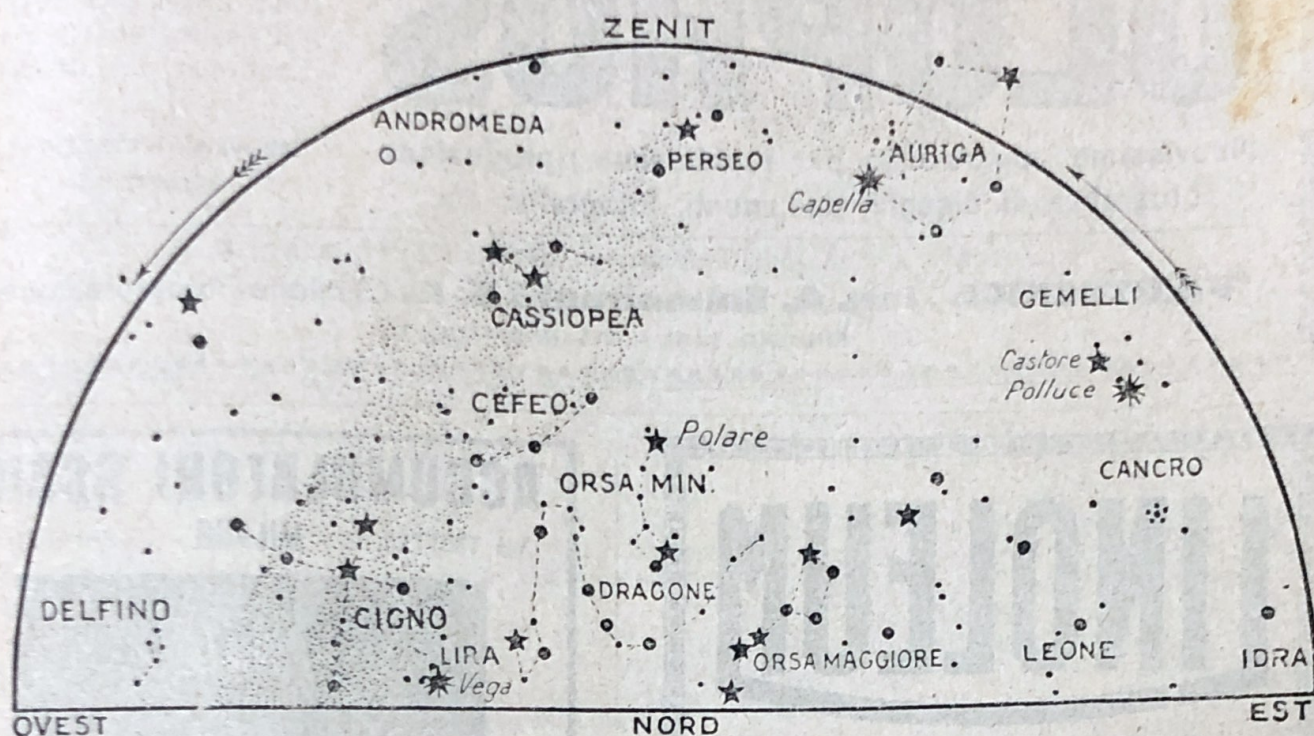 ZENIT
ANDROMEDA
PERSEO
AURIGA
Capella
CASSIOPEA
GEMELLI
Castore
Polluce
CEFEO
Polare
ORSA MIN.
CANCRO
DRAGONE
DELFINO
CIGNO
LIRA
Vega
ORSA MAGGIORE
LEONE
IDRA
OVEST
NORD
EST